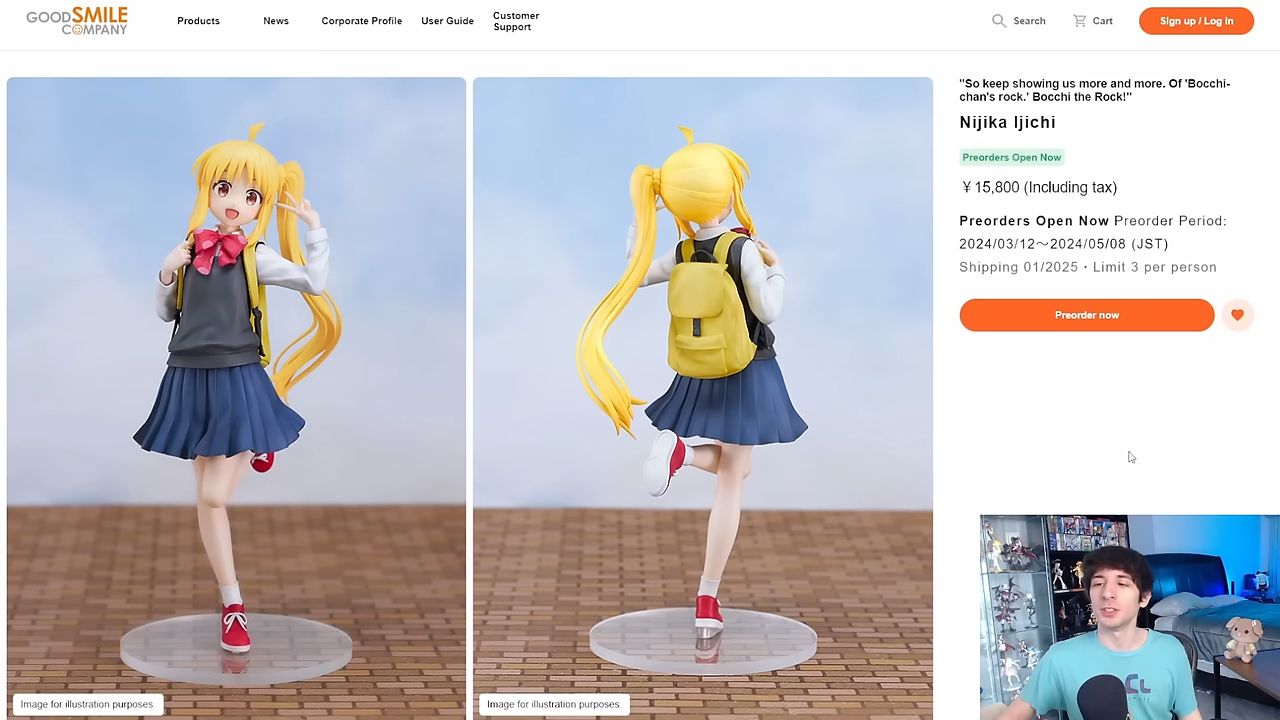 GOODSMILE
COMPANY
Products
News
Corporate Profile
User Guide
Customer
Support
Search
Cart
Sign up / Log in
"So keep showing us more and more. Of 'Bocchi-
chan's rock.' Bocchi the Rock!"
Nijika Ijichi
Preorders Open Now
¥15,800 (Including tax)
Preorders Open Now Preorder Period:
2024/03/12〜2024/05/08 (JST)
Shipping 01/2025・Limit 3 per person
Preorder now
Image for illustration purposes
Image for illustration purposes